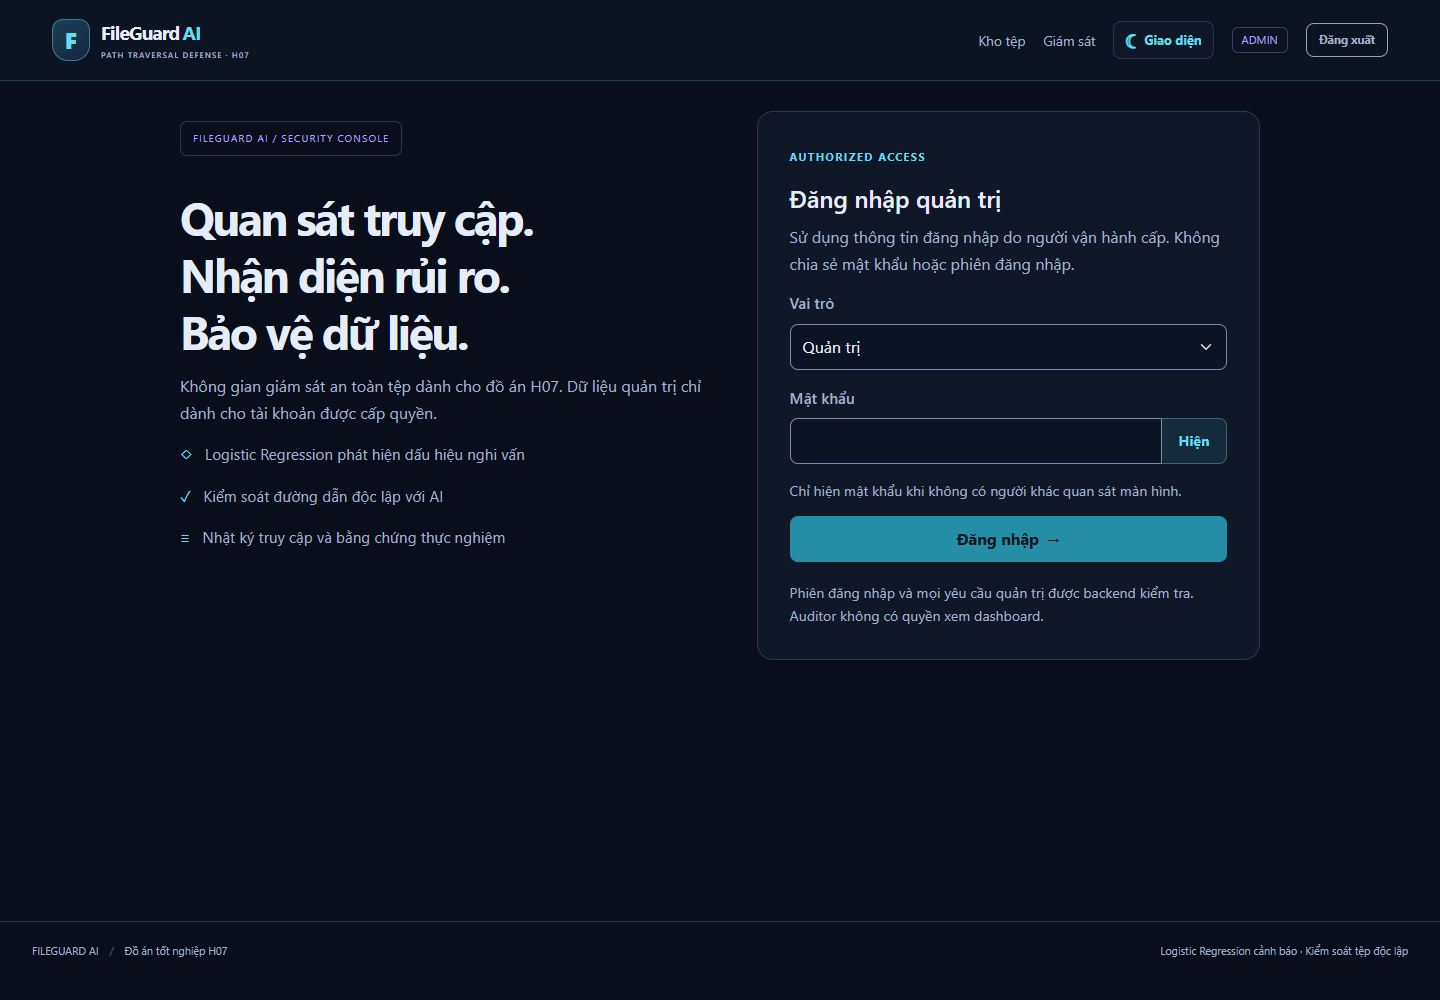 F
FileGuard AI
PATH TRAVERSAL DEFENSE · H07
Kho tệp
Giám sát
Giao diện
ADMIN
Đăng xuất
FILEGUARD AI / SECURITY CONSOLE
Quan sát truy cập.
Nhận diện rủi ro.
Bảo vệ dữ liệu.
Không gian giám sát an toàn tệp dành cho đồ án H07. Dữ liệu quản trị chỉ
dành cho tài khoản được cấp quyền.
◇ Logistic Regression phát hiện dấu hiệu nghi vấn
✓ Kiểm soát đường dẫn độc lập với AI
≡ Nhật ký truy cập và bằng chứng thực nghiệm
AUTHORIZED ACCESS
Đăng nhập quản trị
Sử dụng thông tin đăng nhập do người vận hành cấp. Không
chia sẻ mật khẩu hoặc phiên đăng nhập.
Vai trò
Quản trị
Mật khẩu
Hiện
Chỉ hiện mật khẩu khi không có người khác quan sát màn hình.
Đăng nhập →
Phiên đăng nhập và mọi yêu cầu quản trị được backend kiểm tra.
Auditor không có quyền xem dashboard.
FILEGUARD AI / Đồ án tốt nghiệp H07
Logistic Regression cảnh báo · Kiểm soát tệp độc lập